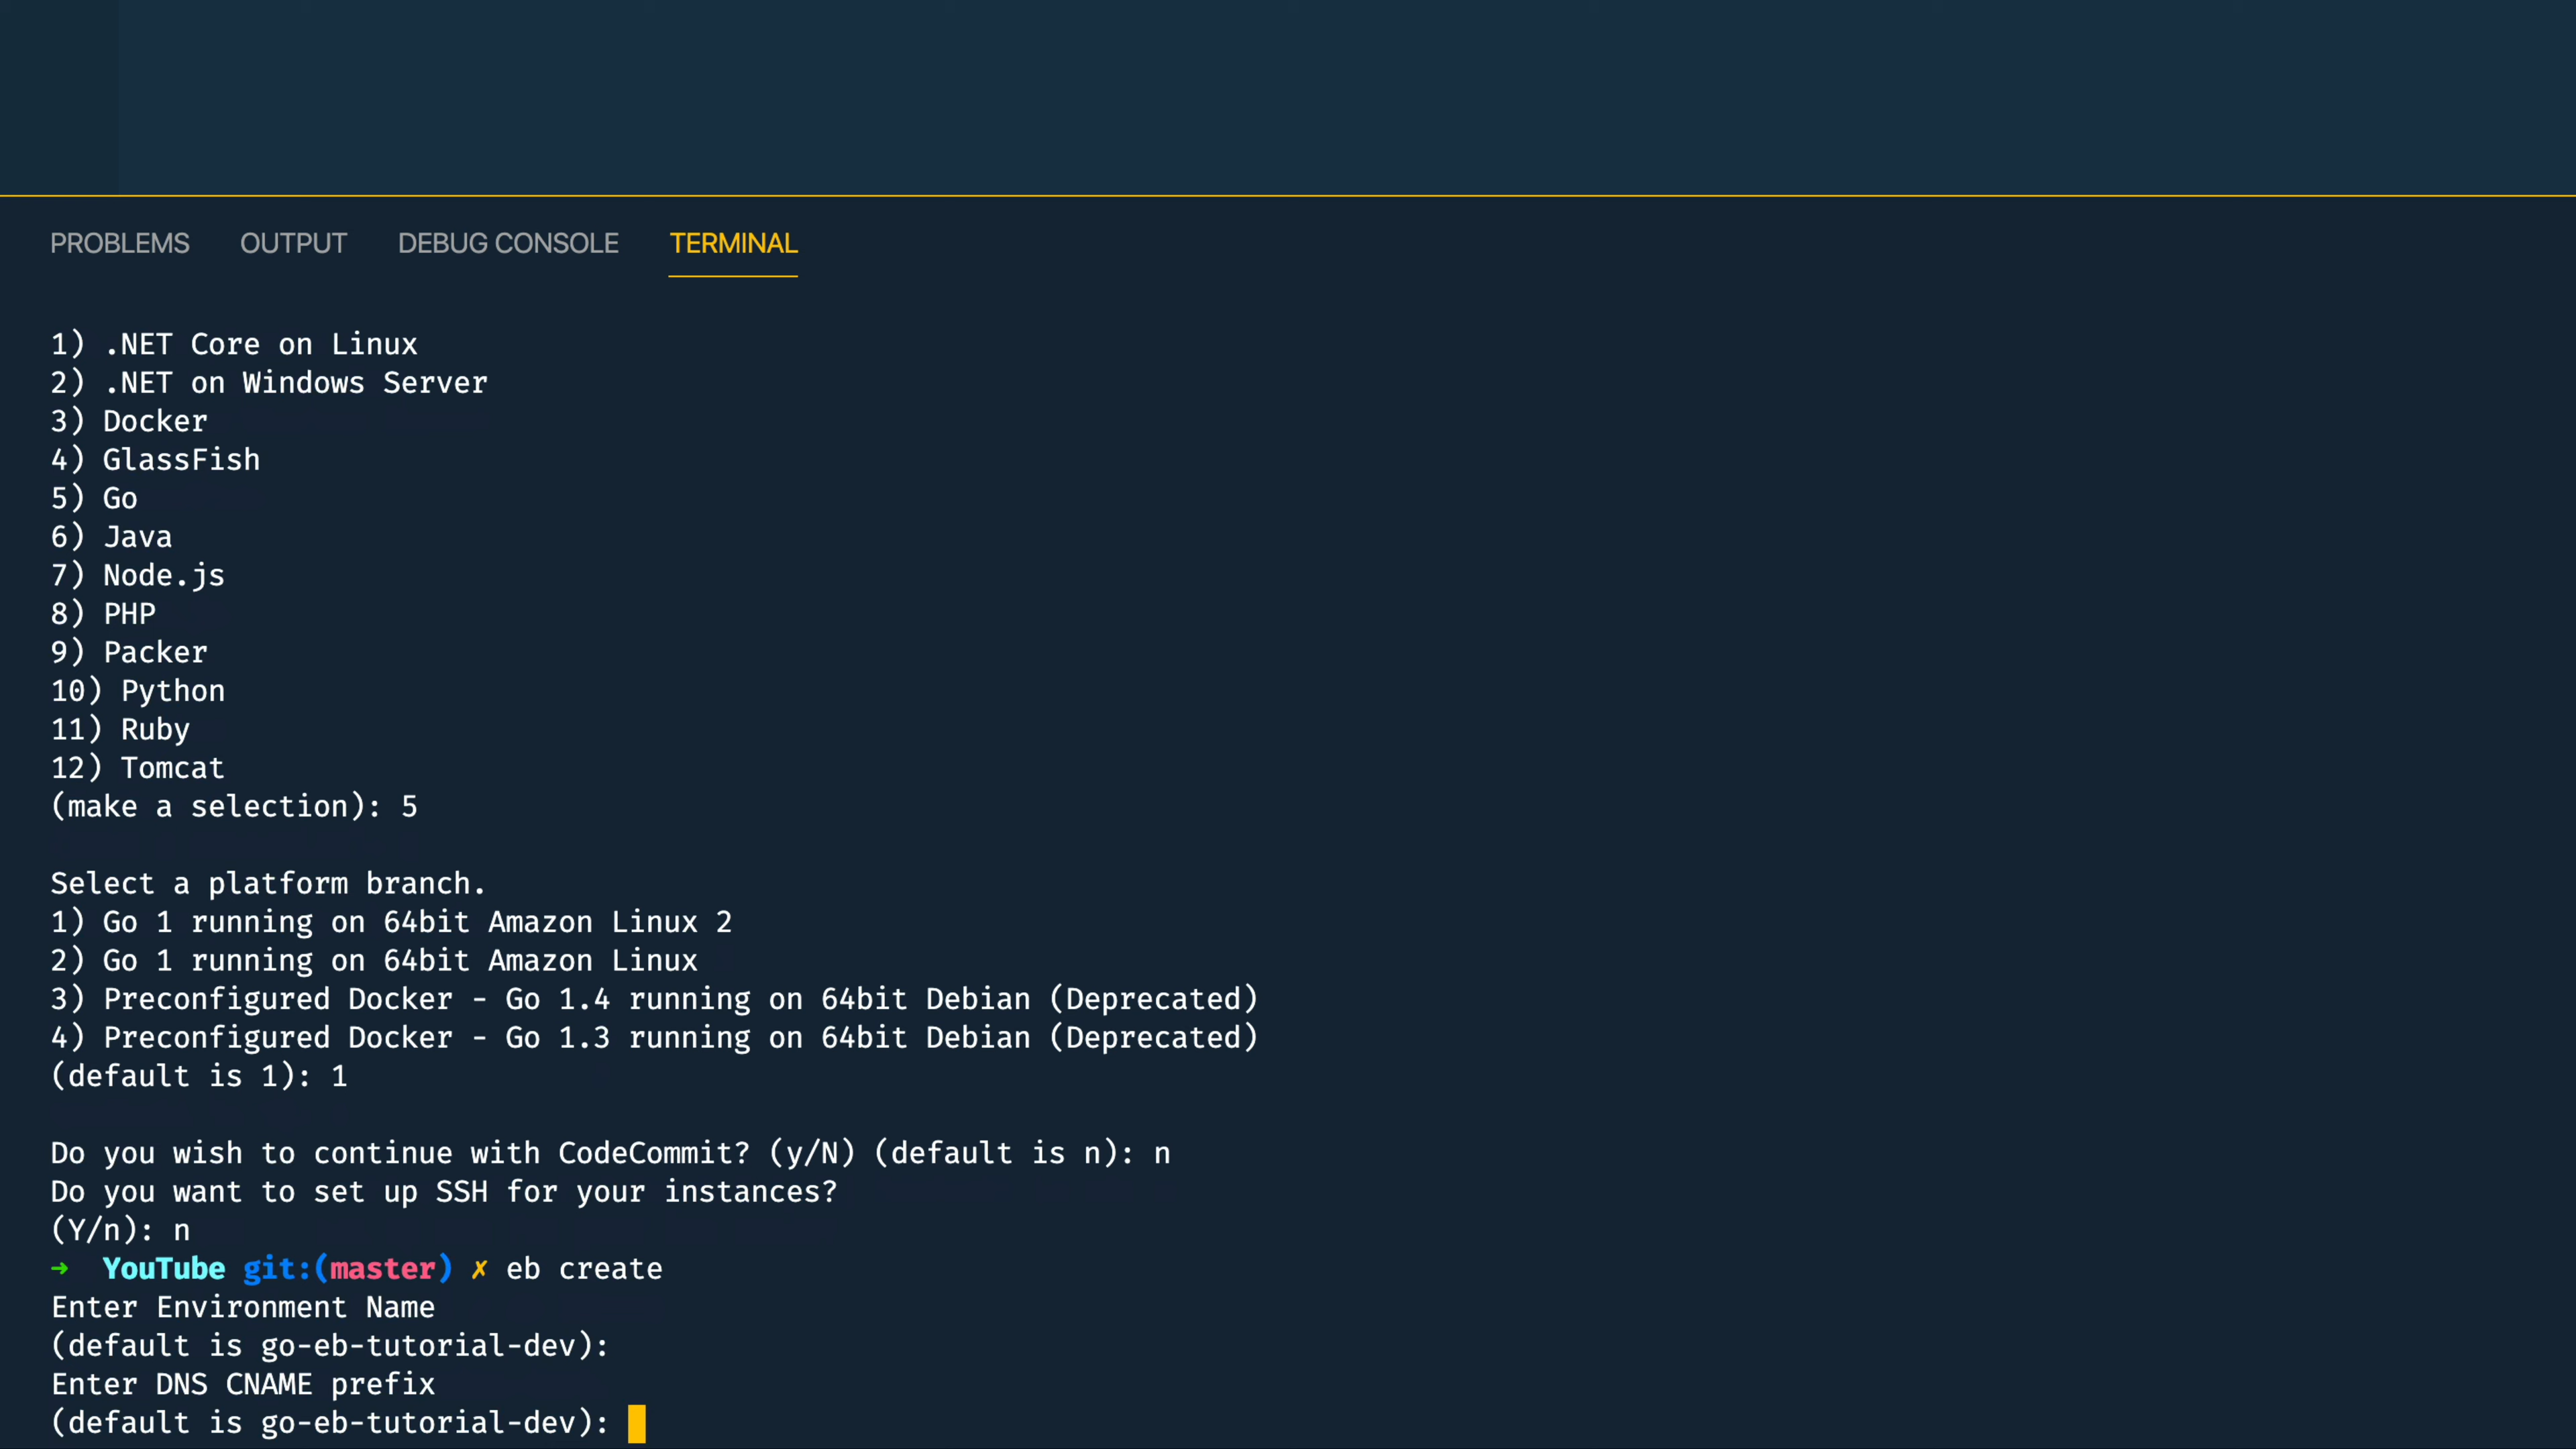 PROBLEMS OUTPUT DEBUG CONSOLE TERMINAL
1) .NET Core on Linux
2) .NET on Windows Server
3) Docker
4) GlassFish
5) Go
6) Java
7) Node.js
8) PHP
9) Packer
10) Python
11) Ruby
12) Tomcat
(make a selection): 5
Select a platform branch.
1) Go 1 running on 64bit Amazon Linux 2
2) Go 1 running on 64bit Amazon Linux
3) Preconfigured Docker - Go 1.4 running on 64bit Debian (Deprecated)
4) Preconfigured Docker - Go 1.3 running on 64bit Debian (Deprecated)
(default is 1): 1
Do you wish to continue with CodeCommit? (y/N) (default is n): n
Do you want to set up SSH for your instances?
(Y/n): n
→ YouTube git:(master) ✗ eb create
Enter Environment Name
(default is go-eb-tutorial-dev):
Enter DNS CNAME prefix
(default is go-eb-tutorial-dev):